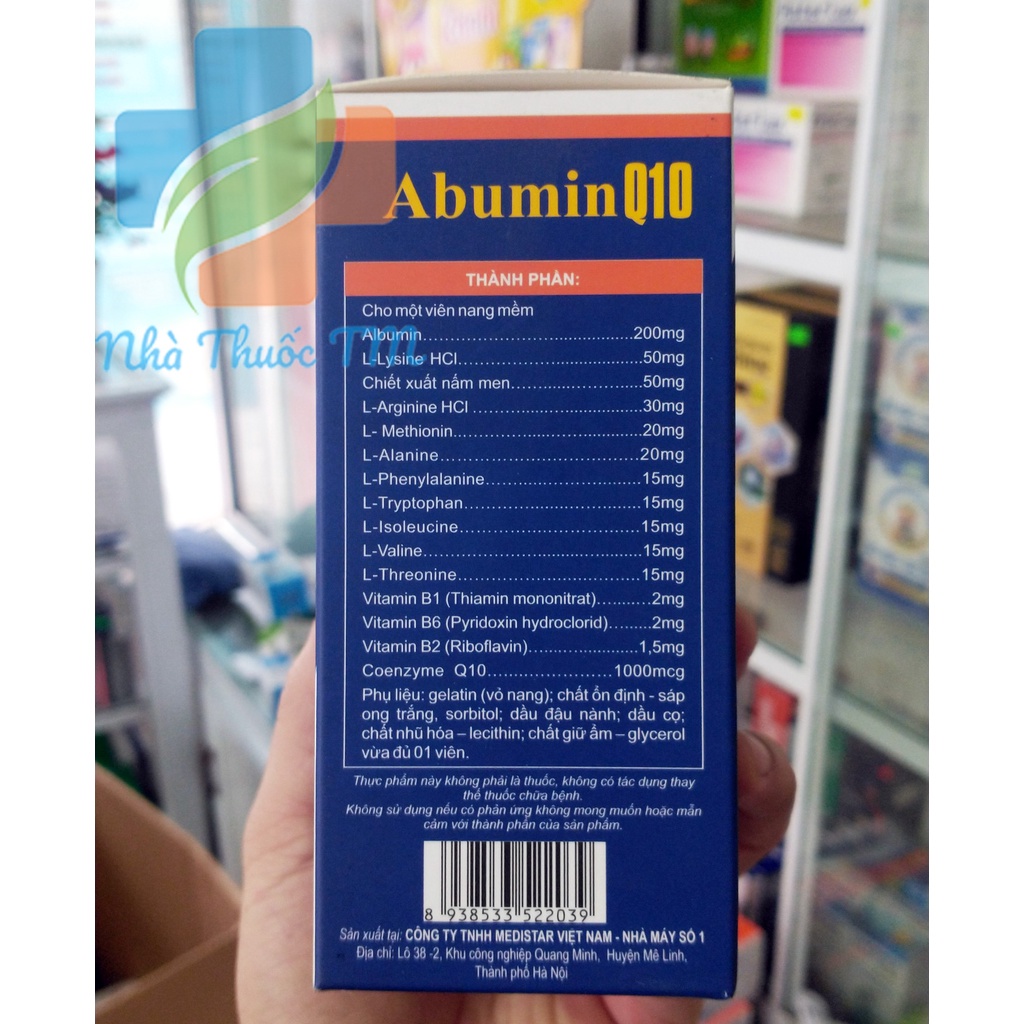 Abumin Q10
Nhà Thuốc TM
THÀNH PHẦN:
Cho một viên nang mềm
Albumin..........200mg
L-Lysine HCl..........50mg
Chiết xuất nấm men..........50mg
L-Arginine HCl..........30mg
L- Methionin..........20mg
L-Alanine..........20mg
L-Phenylalanine..........15mg
L-Tryptophan..........15mg
L-Isoleucine..........15mg
L-Valine..........15mg
L-Threonine..........15mg
Vitamin B1 (Thiamin mononitrat)..........2mg
Vitamin B6 (Pyridoxin hydroclorid)..........2mg
Vitamin B2 (Riboflavin)..........1,5mg
Coenzyme Q10..........1000mcg
Phụ liệu: gelatin (vỏ nang); chất ổn định - sáp
ong trắng, sorbitol; dầu đậu nành; dầu cọ;
chất nhũ hóa – lecithin; chất giữ ẩm – glycerol
vừa đủ 01 viên.
Thực phẩm này không phải là thuốc, không có tác dụng thay
thế thuốc chữa bệnh.
Không sử dụng nếu có phản ứng không mong muốn hoặc mẫn
cảm với thành phần của sản phẩm.
8 938533 522039
Sản xuất tại: CÔNG TY TNHH MEDISTAR VIỆT NAM - NHÀ MÁY SỐ 1
Địa chỉ: Lô 38 -2, Khu công nghiệp Quang Minh, Huyện Mê Linh,
Thành phố Hà Nội